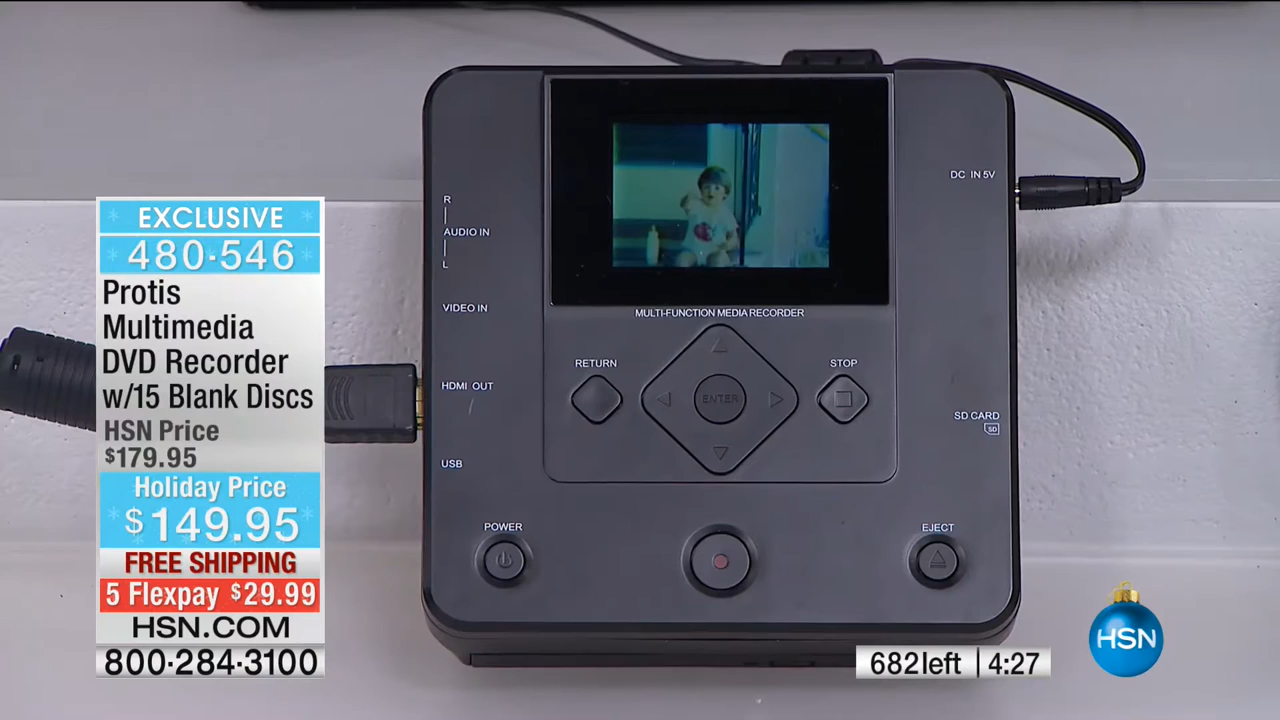 EXCLUSIVE
480·546
Protis
Multimedia
DVD Recorder
w/15 Blank Discs
HSN Price
$179.95
Holiday Price
$149.95
FREE SHIPPING
5 Flexpay $29.99
HSN.COM
800·284·3100
R
AUDIO IN
L
VIDEO IN
HDMI OUT
USB
DC IN 5V
MULTI-FUNCTION MEDIA RECORDER
RETURN
STOP
ENTER
SD CARD
SD
POWER
EJECT
682 left
4:27
HSN